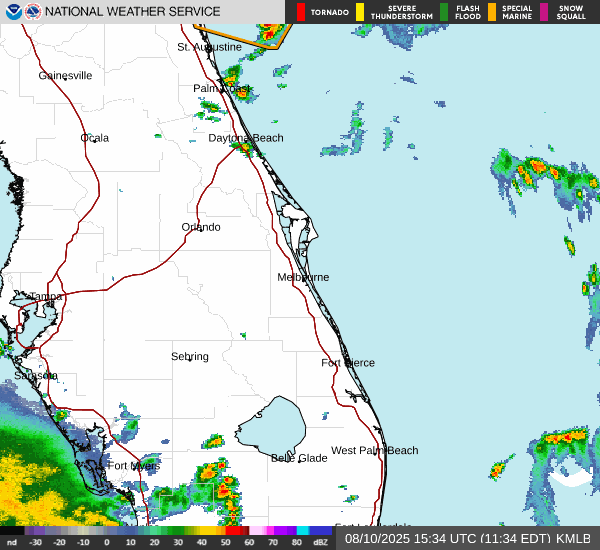 NATIONAL WEATHER SERVICE
TORNADO
SEVERE THUNDERSTORM
FLASH FLOOD
SPECIAL MARINE
SNOW SQUALL
St. Augustine
Gainesville
Palm Coast
Ocala
Daytona Beach
Orlando
Melbourne
Tampa
Sebring
Fort Pierce
Sarasota
West Palm Beach
Belle Glade
Fort Myers
nd -30 -20 -10 0 10 20 30 40 50 60 70 80 dBZ
08/10/2025 15:34 UTC (11:34 EDT) KMLB